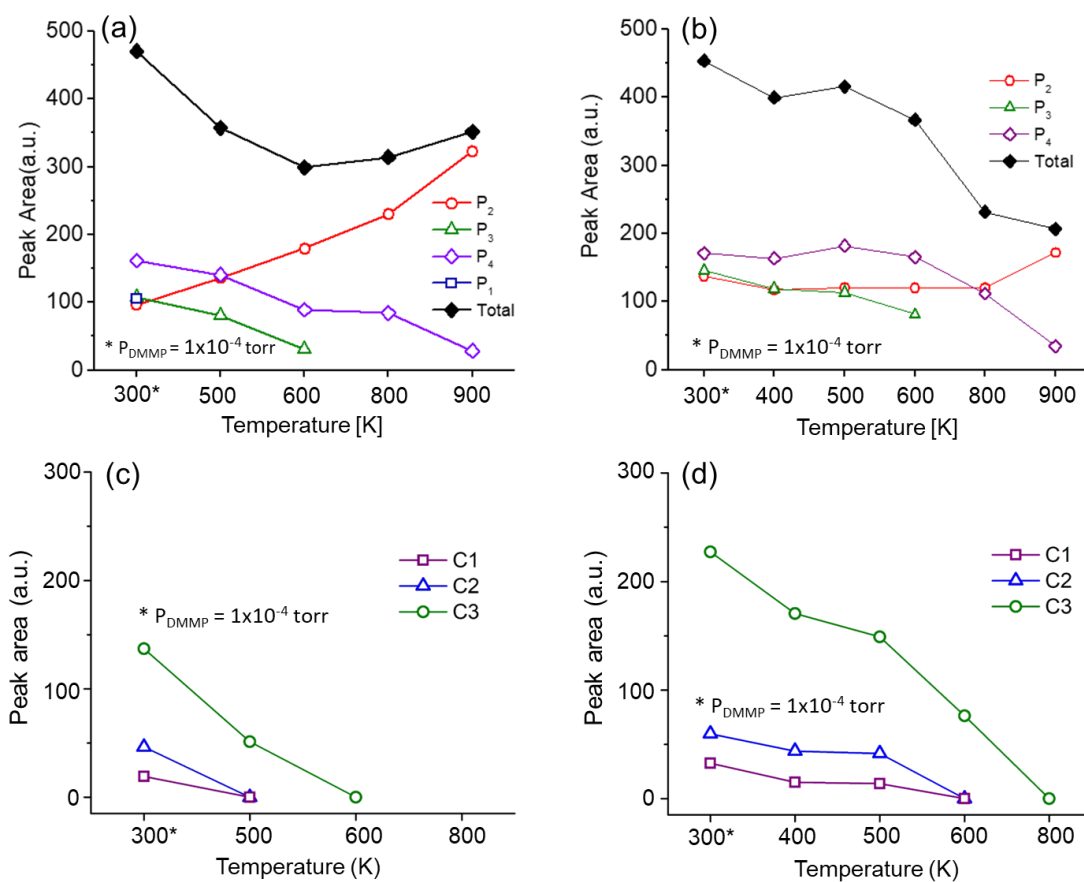 (a)
500
400
300
200
100
0
Peak Area(a.u.)
P₂
P₃
P₄
P₁
Total
* P_DMMP = 1x10⁻⁴ torr
300* 500 600 800 900
Temperature [K]
(b)
500
400
300
200
100
0
Peak Area (a.u.)
P₂
P₃
P₄
Total
* P_DMMP = 1x10⁻⁴ torr
300* 400 500 600 800 900
Temperature [K]
(c)
300
200
100
0
Peak area (a.u.)
C1
C2
C3
* P_DMMP = 1x10⁻⁴ torr
300* 500 600 800
Temperature (K)
(d)
300
200
100
0
Peak area (a.u.)
C1
C2
C3
* P_DMMP = 1x10⁻⁴ torr
300* 400 500 600 800
Temperature (K)